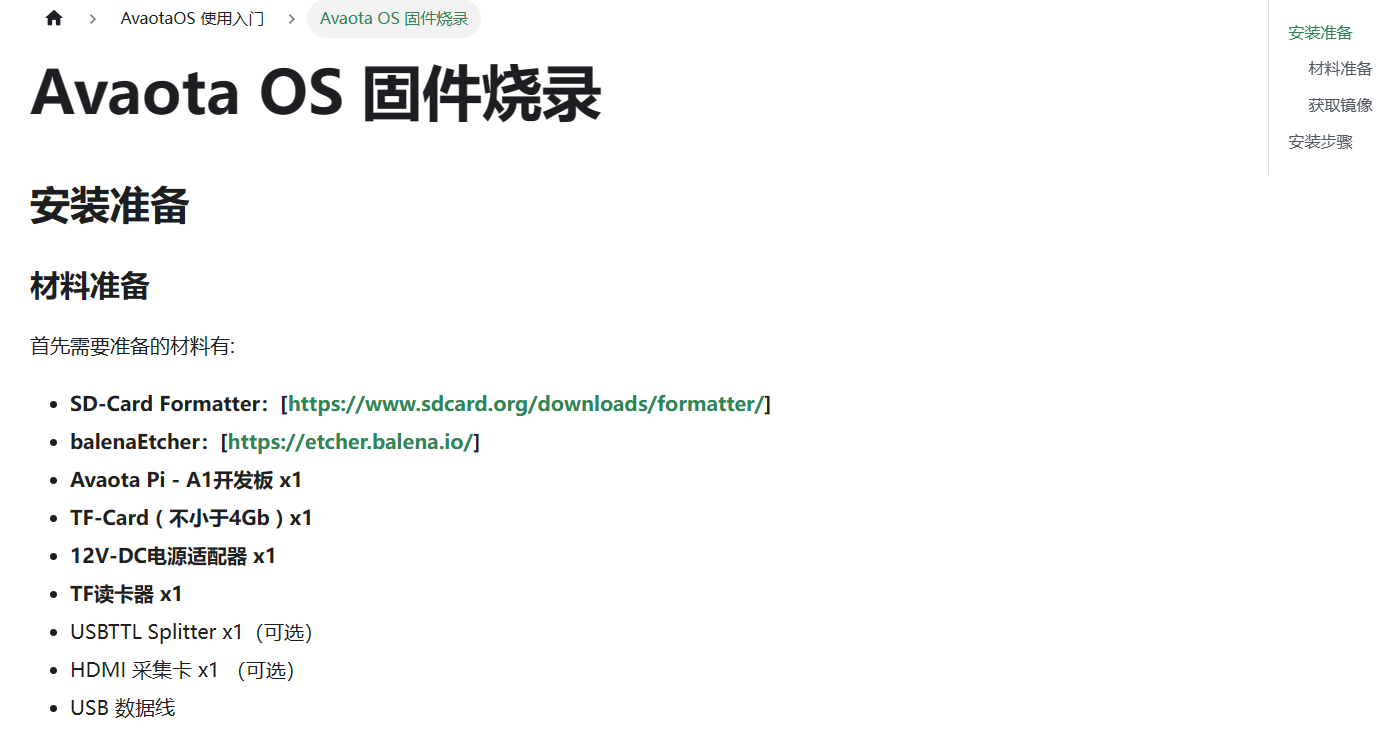 AvaotaOS 使用入门 > Avaota OS 固件烧录
Avaota OS 固件烧录
安装准备
材料准备
首先需要准备的材料有:
SD-Card Formatter：[https://www.sdcard.org/downloads/formatter/]
balenaEtcher：[https://etcher.balena.io/]
Avaota Pi - A1开发板 x1
TF-Card ( 不小于4Gb ) x1
12V-DC电源适配器 x1
TF读卡器 x1
USBTTL Splitter x1（可选）
HDMI 采集卡 x1 （可选）
USB 数据线
安装准备
材料准备
获取镜像
安装步骤